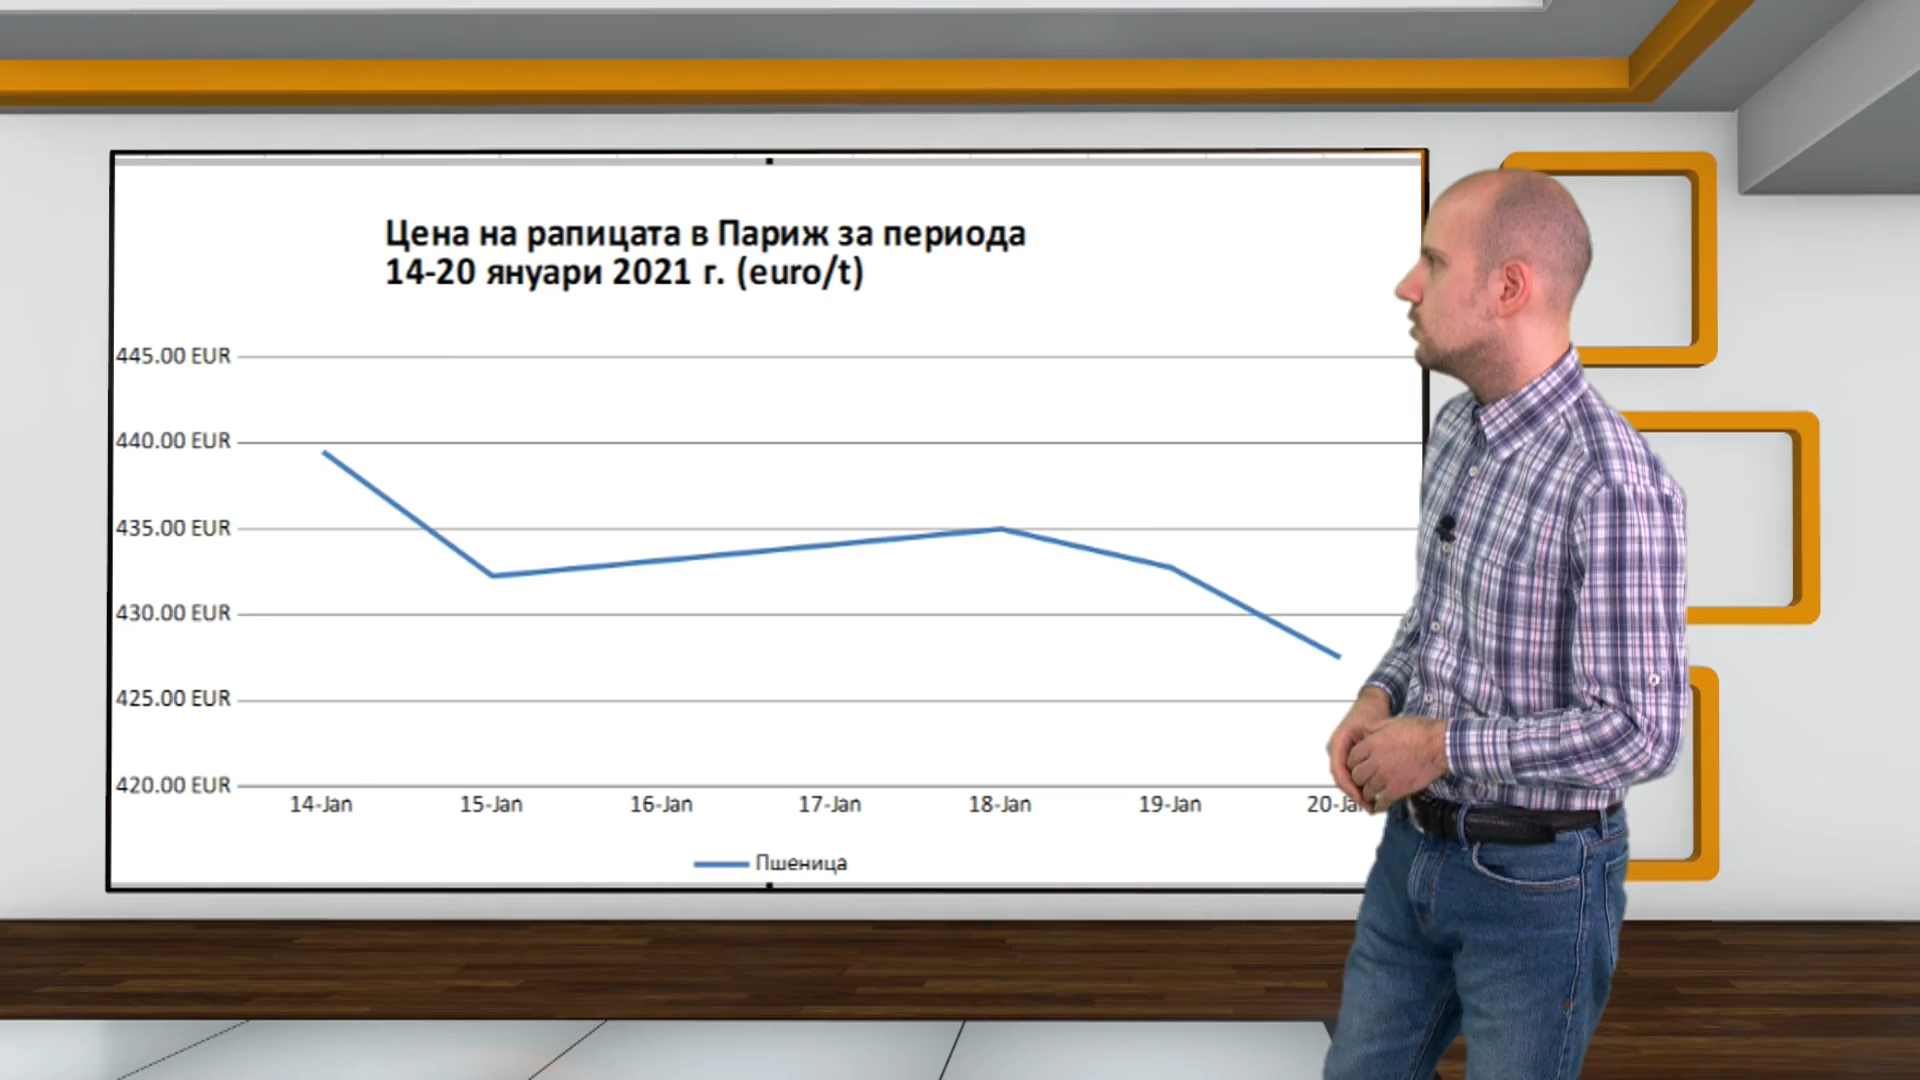 Цена на рапицата в Париж за периода
14-20 януари 2021 г. (euro/t)
445.00 EUR
440.00 EUR
435.00 EUR
430.00 EUR
425.00 EUR
420.00 EUR
14-Jan 15-Jan 16-Jan 17-Jan 18-Jan 19-Jan 20-Jan
Пшеница